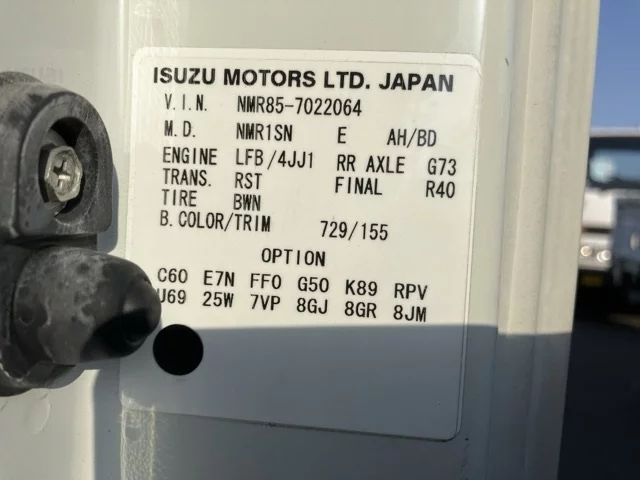 ISUZU MOTORS LTD. JAPAN
V.I.N. NMR85-7022064
M.D. NMR1SN E AH/BD
ENGINE LFB/4JJ1 RR AXLE G73
TRANS. RST FINAL R40
TIRE BWN
B.COLOR/TRIM 729/155
OPTION
C60 E7N FF0 G50 K89 RPV
U69 25W 7VP 8GJ 8GR 8JM